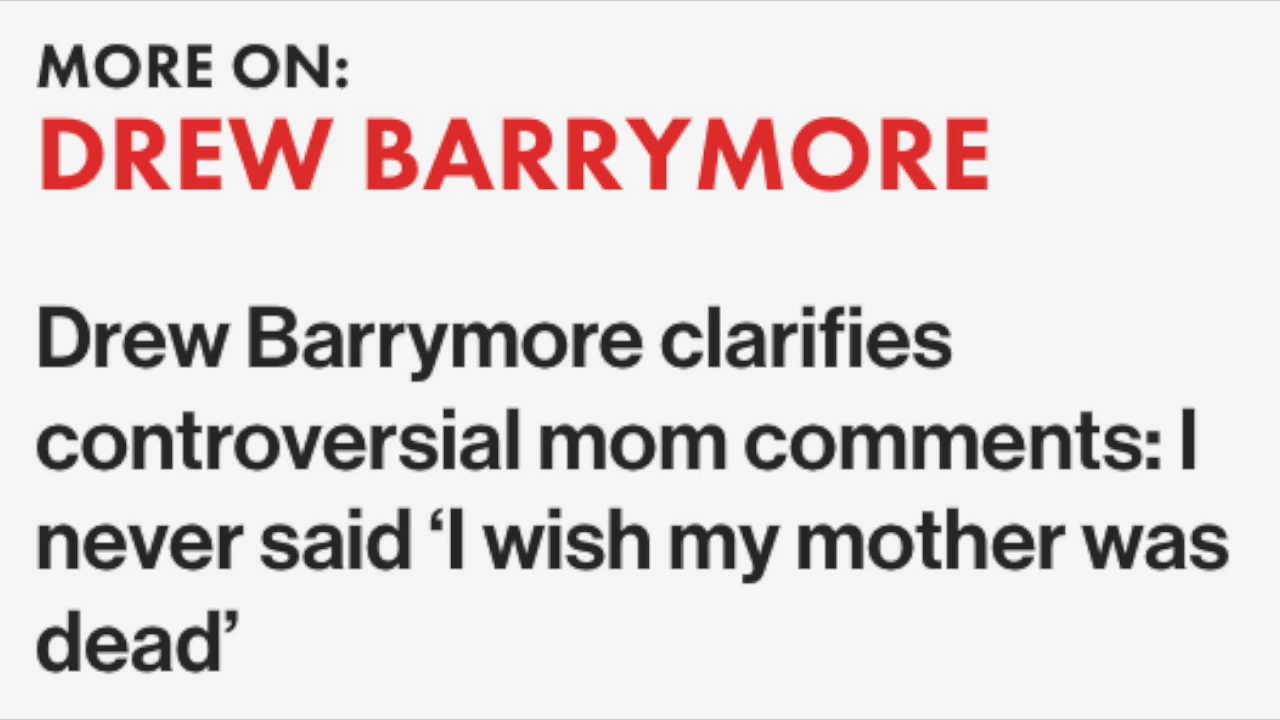 MORE ON:
DREW BARRYMORE
Drew Barrymore clarifies
controversial mom comments: I
never said ‘I wish my mother was
dead’